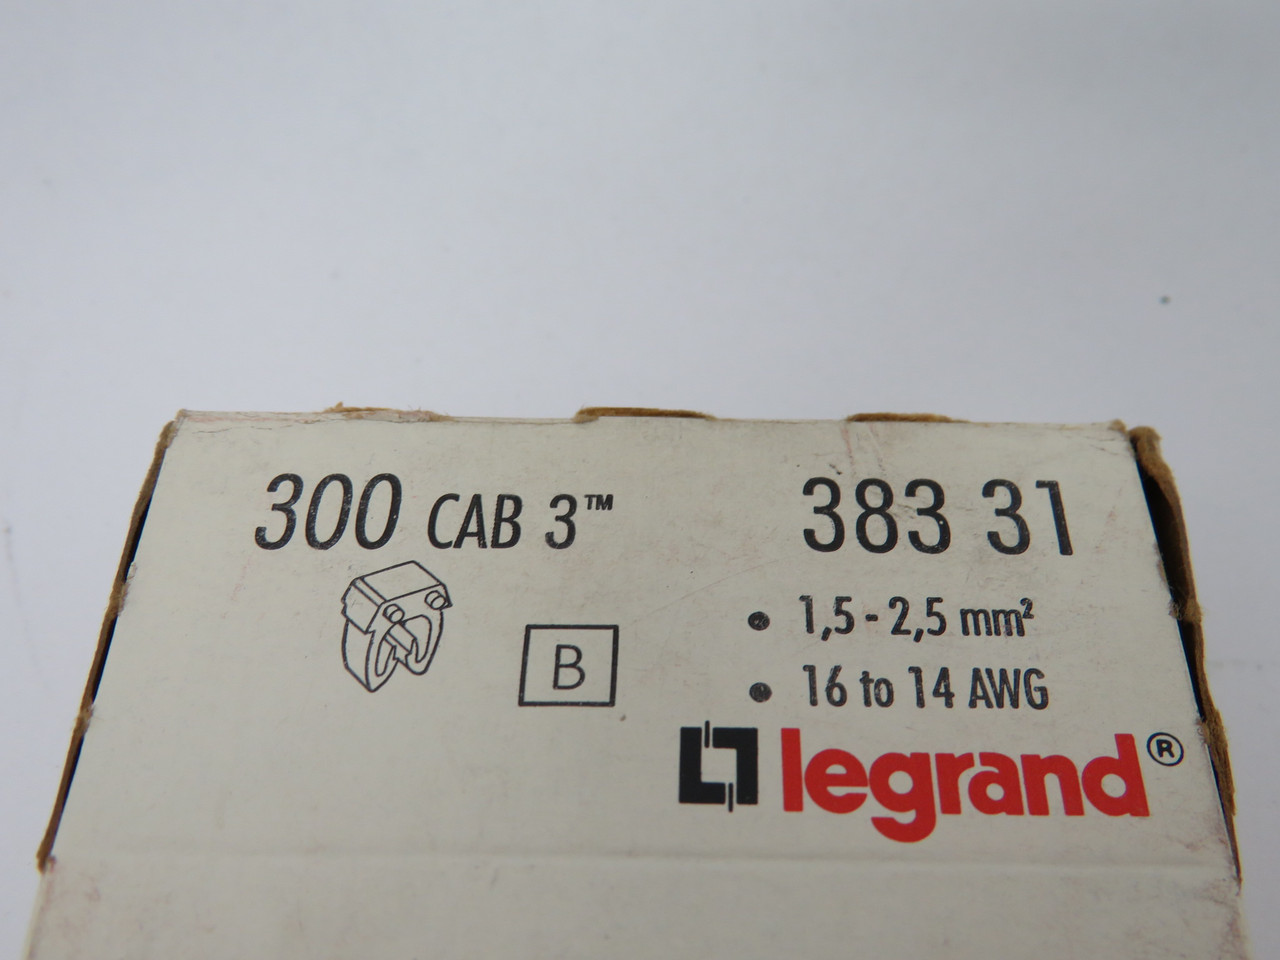 300 CAB 3™ 383 31
• 1,5 - 2,5 mm²
B
• 16 to 14 AWG
legrand®